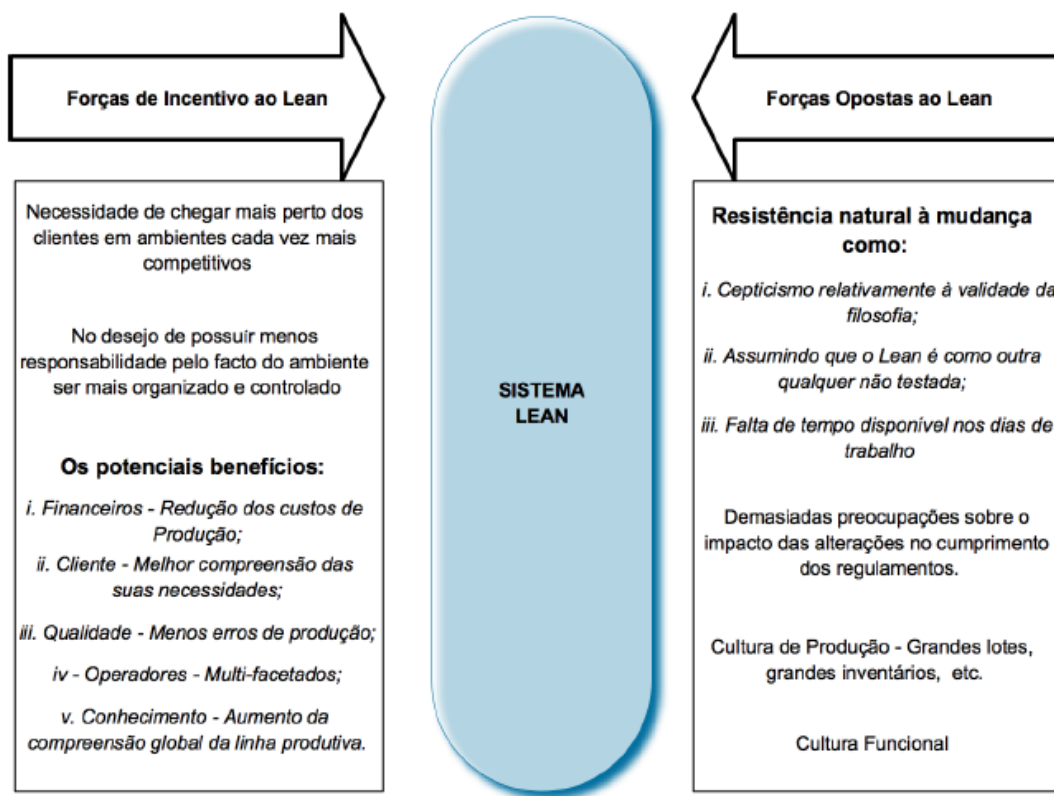 Forças de Incentivo ao Lean
Necessidade de chegar mais perto dos
clientes em ambientes cada vez mais
competitivos
No desejo de possuir menos
responsabilidade pelo facto do ambiente
ser mais organizado e controlado
Os potenciais benefícios:
i. Financeiros - Redução dos custos de
Produção;
ii. Cliente - Melhor compreensão das
suas necessidades;
iii. Qualidade - Menos erros de produção;
iv - Operadores - Multi-facetados;
v. Conhecimento - Aumento da
compreensão global da linha produtiva.
SISTEMA
LEAN
Forças Opostas ao Lean
Resistência natural à mudança
como:
i. Cepticismo relativamente à validade da
filosofia;
ii. Assumindo que o Lean é como outra
qualquer não testada;
iii. Falta de tempo disponível nos dias de
trabalho
Demasiadas preocupações sobre o
impacto das alterações no cumprimento
dos regulamentos.
Cultura de Produção - Grandes lotes,
grandes inventários, etc.
Cultura Funcional